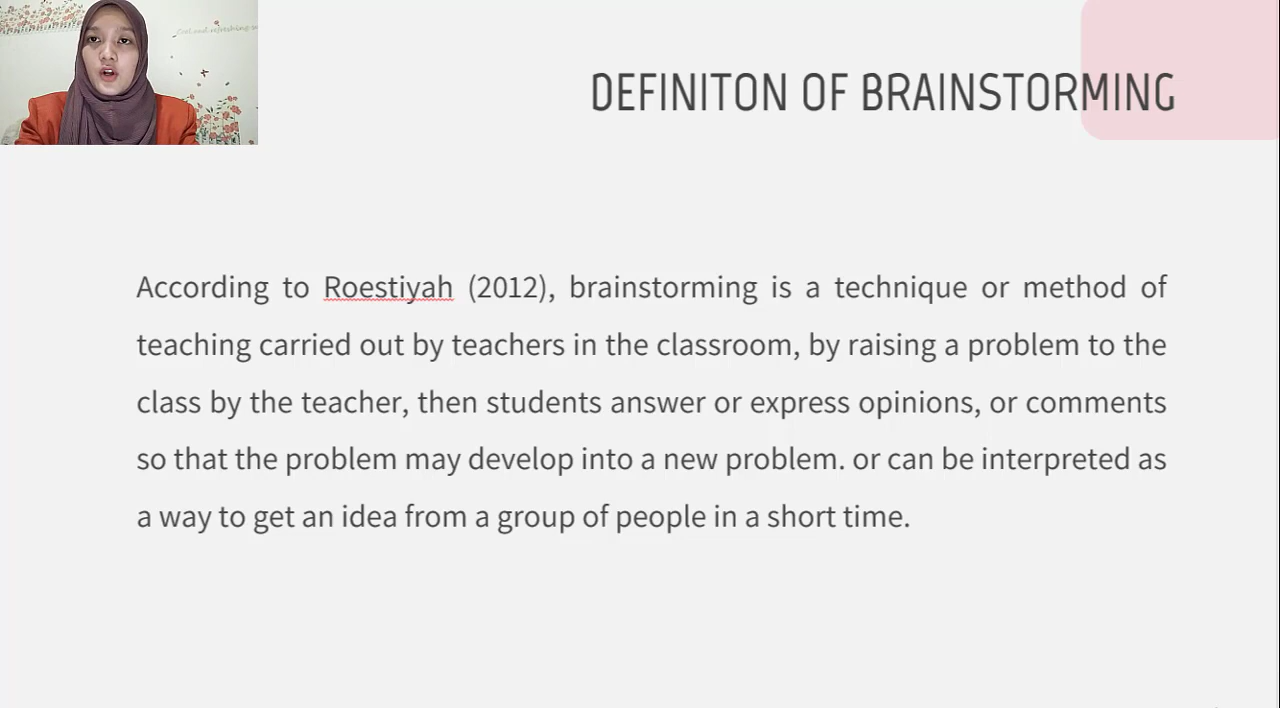 Cool and refreshing
DEFINITON OF BRAINSTORMING
According to Roestiyah (2012), brainstorming is a technique or method of
teaching carried out by teachers in the classroom, by raising a problem to the
class by the teacher, then students answer or express opinions, or comments
so that the problem may develop into a new problem. or can be interpreted as
a way to get an idea from a group of people in a short time.